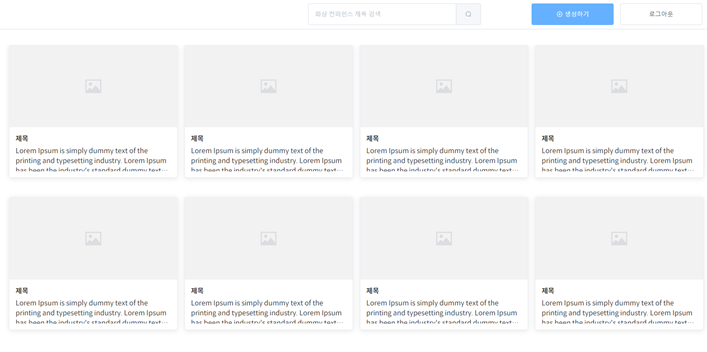 화상 컨퍼런스 제목 검색
생성하기
로그아웃
제목
Lorem Ipsum is simply dummy text of the
printing and typesetting industry. Lorem Ipsum
has been the industry's standard dummy text...
제목
Lorem Ipsum is simply dummy text of the
printing and typesetting industry. Lorem Ipsum
has been the industry's standard dummy text...
제목
Lorem Ipsum is simply dummy text of the
printing and typesetting industry. Lorem Ipsum
has been the industry's standard dummy text...
제목
Lorem Ipsum is simply dummy text of the
printing and typesetting industry. Lorem Ipsum
has been the industry's standard dummy text...
제목
Lorem Ipsum is simply dummy text of the
printing and typesetting industry. Lorem Ipsum
has been the industry's standard dummy text...
제목
Lorem Ipsum is simply dummy text of the
printing and typesetting industry. Lorem Ipsum
has been the industry's standard dummy text...
제목
Lorem Ipsum is simply dummy text of the
printing and typesetting industry. Lorem Ipsum
has been the industry's standard dummy text...
제목
Lorem Ipsum is simply dummy text of the
printing and typesetting industry. Lorem Ipsum
has been the industry's standard dummy text...